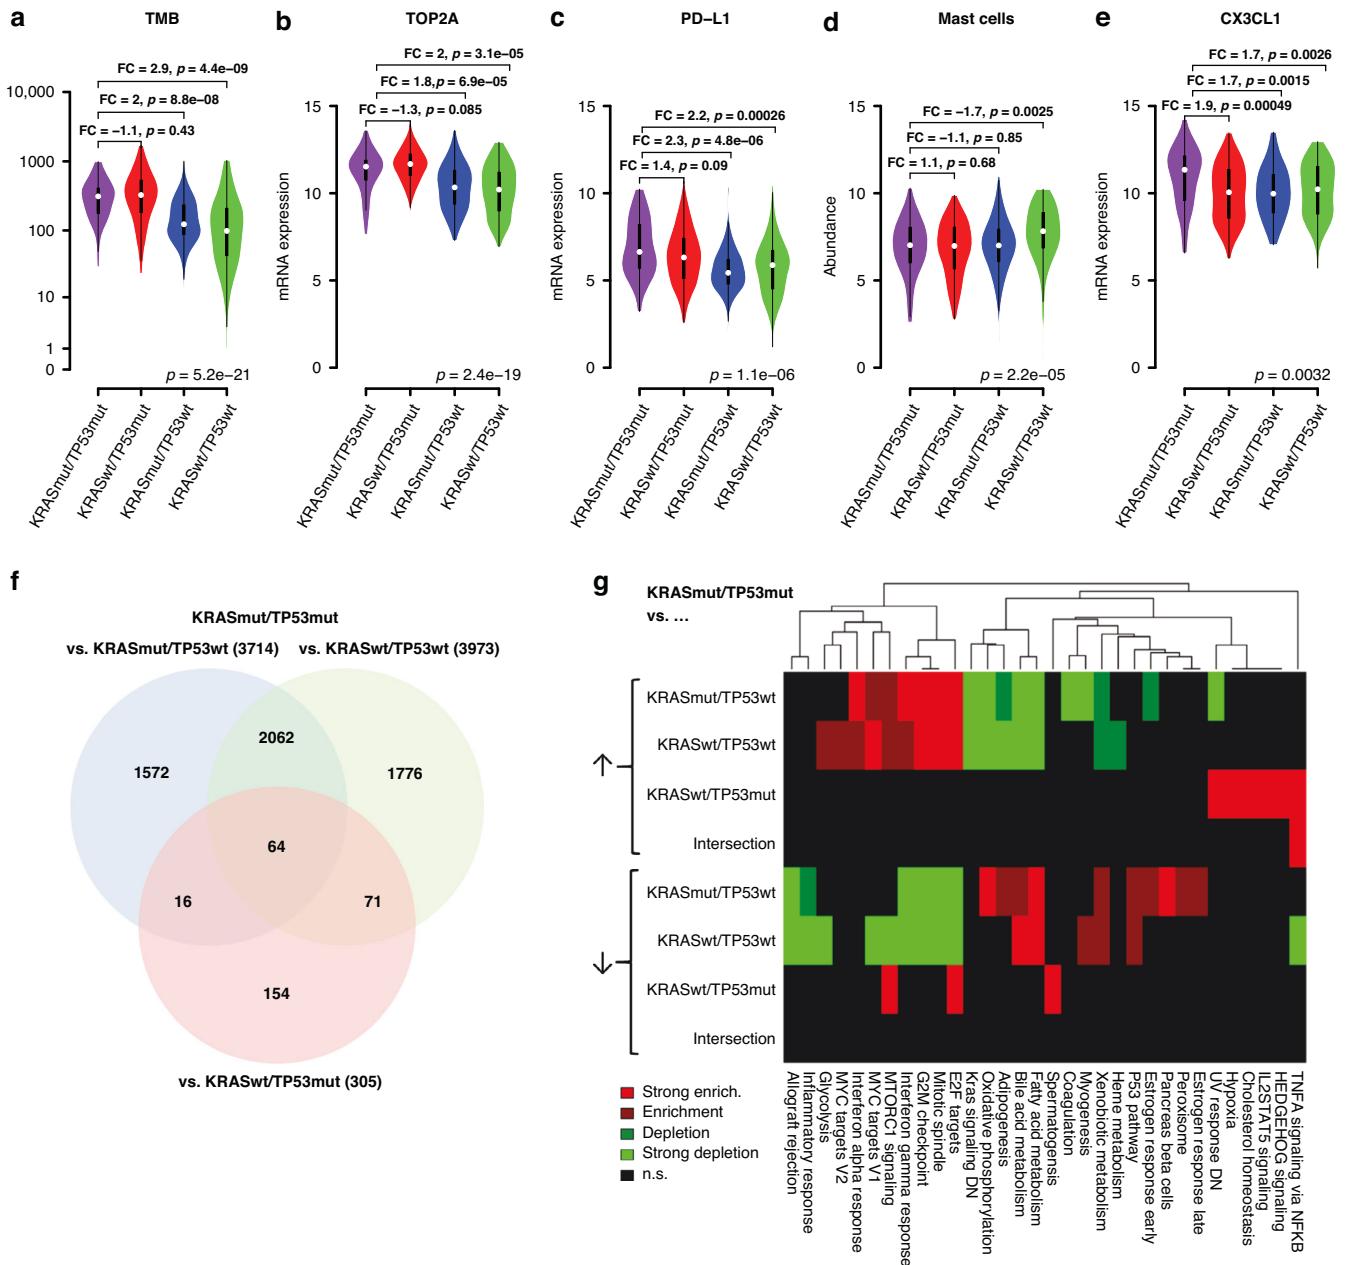 a TMB
FC = 2.9, p = 4.4e–09
FC = 2, p = 8.8e–08
FC = –1.1, p = 0.43
10,000
1000
100
10
1
0
p = 5.2e–21
KRASmut/TP53mut
KRASwt/TP53mut
KRASmut/TP53wt
KRASwt/TP53wt
b TOP2A
FC = 2, p = 3.1e–05
FC = 1.8, p = 6.9e–05
FC = –1.3, p = 0.085
mRNA expression
15
10
5
0
p = 2.4e–19
KRASmut/TP53mut
KRASwt/TP53mut
KRASmut/TP53wt
KRASwt/TP53wt
c PD–L1
FC = 2.2, p = 0.00026
FC = 2.3, p = 4.8e–06
FC = 1.4, p = 0.09
mRNA expression
15
10
5
0
p = 1.1e–06
KRASmut/TP53mut
KRASwt/TP53mut
KRASmut/TP53wt
KRASwt/TP53wt
d Mast cells
FC = –1.7, p = 0.0025
FC = –1.1, p = 0.85
FC = 1.1, p = 0.68
Abundance
15
10
5
0
p = 2.2e–05
KRASmut/TP53mut
KRASwt/TP53mut
KRASmut/TP53wt
KRASwt/TP53wt
e CX3CL1
FC = 1.7, p = 0.0026
FC = 1.7, p = 0.0015
FC = 1.9, p = 0.00049
mRNA expression
15
10
5
0
p = 0.0032
KRASmut/TP53mut
KRASwt/TP53mut
KRASmut/TP53wt
KRASwt/TP53wt
f
KRASmut/TP53mut
vs. KRASmut/TP53wt (3714) vs. KRASwt/TP53wt (3973)
2062
1572
1776
64
16
71
154
vs. KRASwt/TP53mut (305)
g
KRASmut/TP53mut
vs. ...
KRASmut/TP53wt
KRASwt/TP53wt
↑
KRASwt/TP53mut
Intersection
KRASmut/TP53wt
KRASwt/TP53wt
↓
KRASwt/TP53mut
Intersection
Strong enrich.
Enrichment
Depletion
Strong depletion
n.s.
Allograft rejection
Inflammatory response
Glycolysis
MYC targets V2
Interferon alpha response
MYC targets V1
MTORC1 signaling
Interferon gamma response
G2M checkpoint
Mitotic spindle
E2F targets
Kras signaling DN
Oxidative phosphorylation
Adipogenesis
Bile acid metabolism
Fatty acid metabolism
Spermatogensis
Coagulation
Myogenesis
Xenobiotic metabolism
Heme metabolism
P53 pathway
Estrogen response early
Pancreas beta cells
Peroxisome
Estrogen response late
UV response DN
Hypoxia
Cholesterol homeostasis
IL2STAT5 signaling
HEDGEHOG signaling
TNFA signaling via NFKB